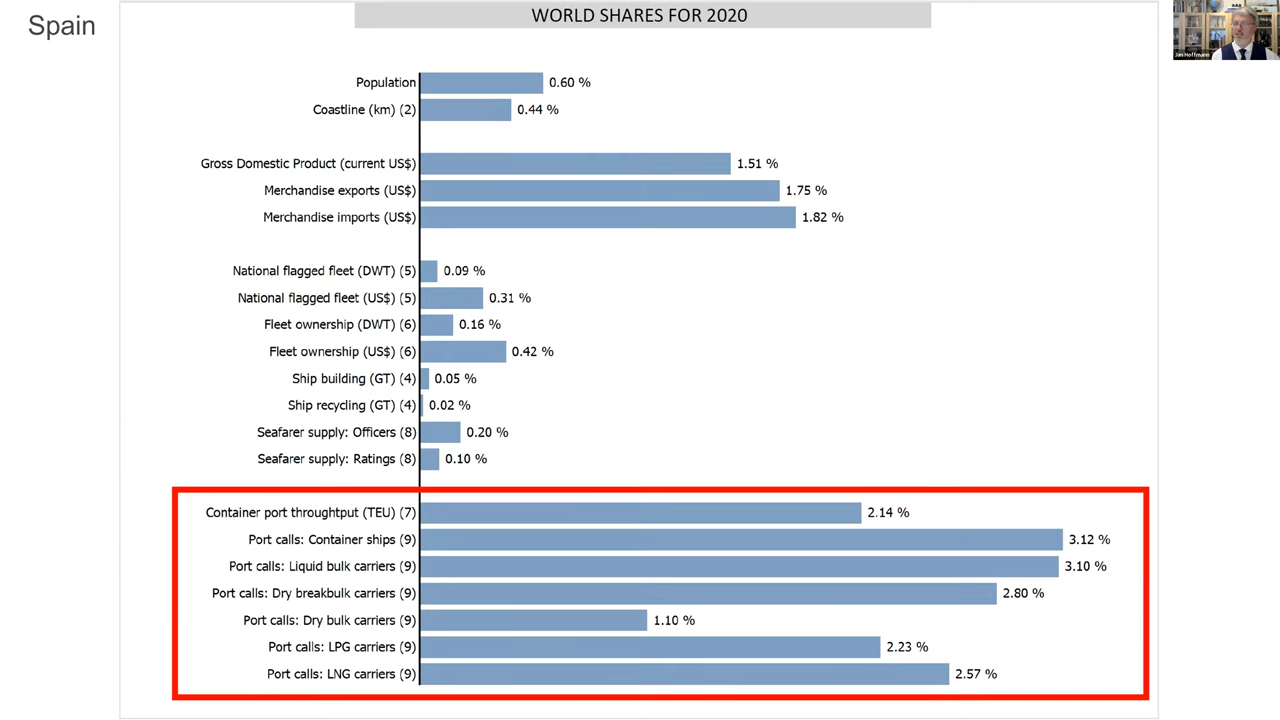 Spain
WORLD SHARES FOR 2020
Jan Hoffmann
Population 0.60 %
Coastline (km) (2) 0.44 %
Gross Domestic Product (current US$) 1.51 %
Merchandise exports (US$) 1.75 %
Merchandise imports (US$) 1.82 %
National flagged fleet (DWT) (5) 0.09 %
National flagged fleet (US$) (5) 0.31 %
Fleet ownership (DWT) (6) 0.16 %
Fleet ownership (US$) (6) 0.42 %
Ship building (GT) (4) 0.05 %
Ship recycling (GT) (4) 0.02 %
Seafarer supply: Officers (8) 0.20 %
Seafarer supply: Ratings (8) 0.10 %
Container port throughtput (TEU) (7) 2.14 %
Port calls: Container ships (9) 3.12 %
Port calls: Liquid bulk carriers (9) 3.10 %
Port calls: Dry breakbulk carriers (9) 2.80 %
Port calls: Dry bulk carriers (9) 1.10 %
Port calls: LPG carriers (9) 2.23 %
Port calls: LNG carriers (9) 2.57 %